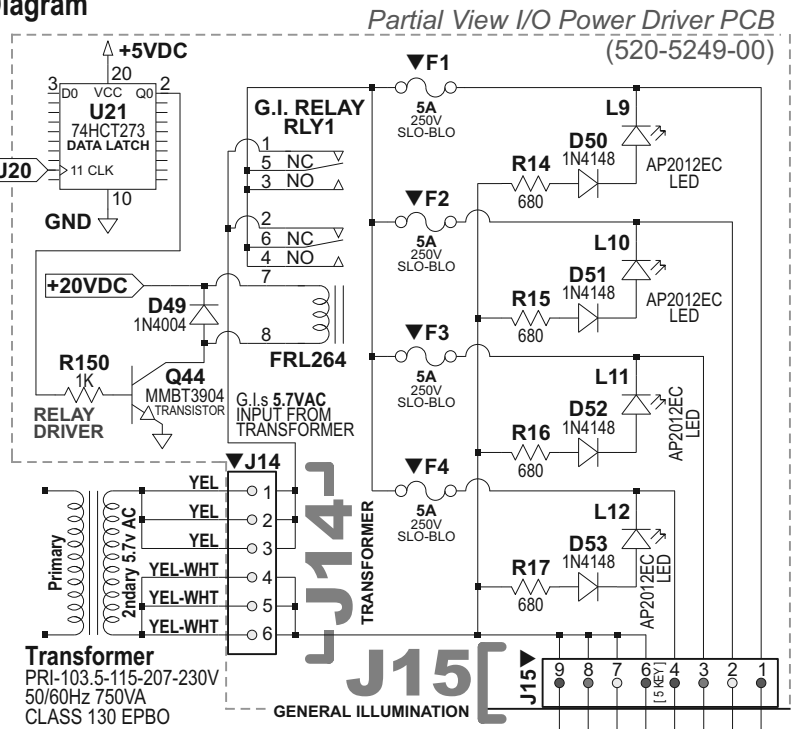 Diagram
Partial View I/O Power Driver PCB
(520-5249-00)
+5VDC
20
3 D0 VCC Q0 2
U21
74HCT273
DATA LATCH
U20
11 CLK
10
GND
+20VDC
D49
1N4004
R150
1K
RELAY
DRIVER
Q44
MMBT3904
TRANSISTOR
G.I. RELAY
RLY1
1
5 NC
3 NO
2
6 NC
4 NO
7
8
FRL264
G.I.s 5.7VAC
INPUT FROM
TRANSFORMER
▼F1
5A
250V
SLO-BLO
▼F2
5A
250V
SLO-BLO
▼F3
5A
250V
SLO-BLO
▼F4
5A
250V
SLO-BLO
L9
D50
1N4148
R14
680
AP2012EC
LED
L10
D51
1N4148
R15
680
AP2012EC
LED
L11
D52
1N4148
R16
680
AP2012EC
LED
L12
D53
1N4148
R17
680
AP2012EC
LED
▼J14
YEL 1
YEL 2
YEL 3
YEL-WHT 4
YEL-WHT 5
YEL-WHT 6
J14
TRANSFORMER
Primary
2ndary 5.7v AC
Transformer
PRI-103.5-115-207-230V
50/60Hz 750VA
CLASS 130 EPBO
J15
GENERAL ILLUMINATION
J15▼
9 8 7 6 [5 KEY] 4 3 2 1